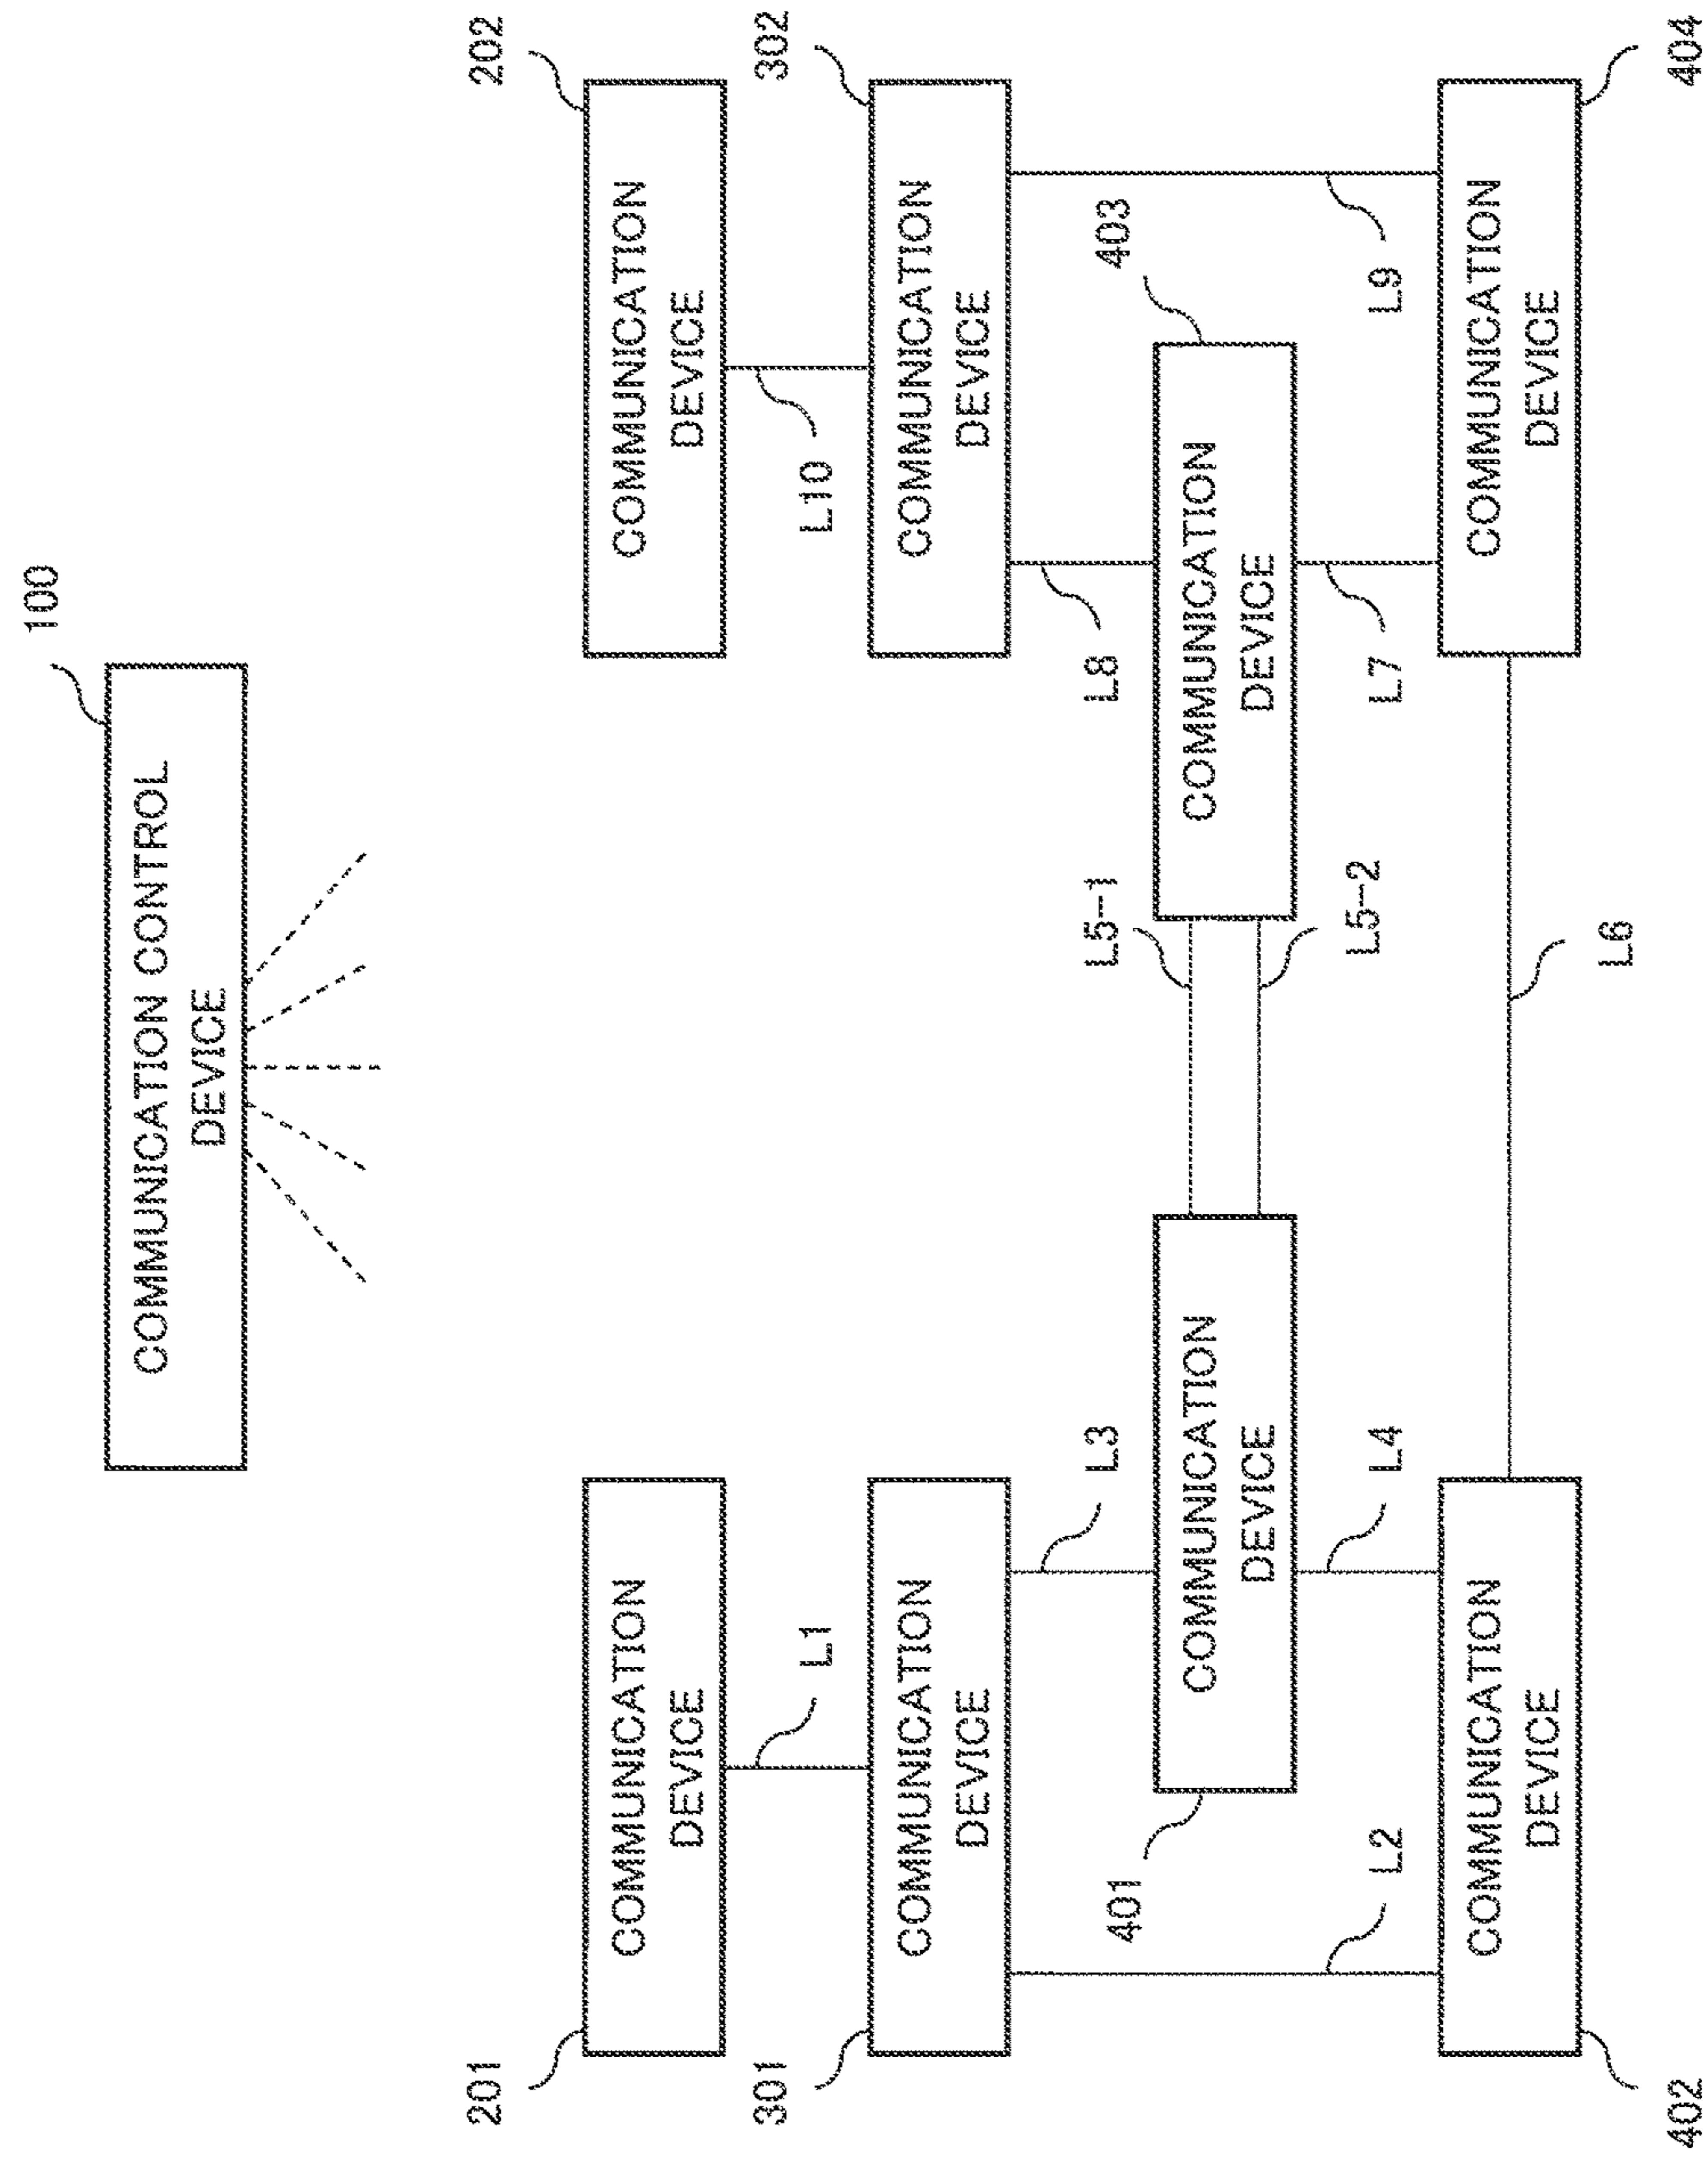 100
COMMUNICATION CONTROL
DEVICE
201
COMMUNICATION
DEVICE
202
COMMUNICATION
DEVICE
L1
L10
301
COMMUNICATION
DEVICE
302
COMMUNICATION
DEVICE
L3
L5-1
L8
401
COMMUNICATION
DEVICE
403
COMMUNICATION
DEVICE
L2
L4
L5-2
L7
L9
402
COMMUNICATION
DEVICE
L6
404
COMMUNICATION
DEVICE